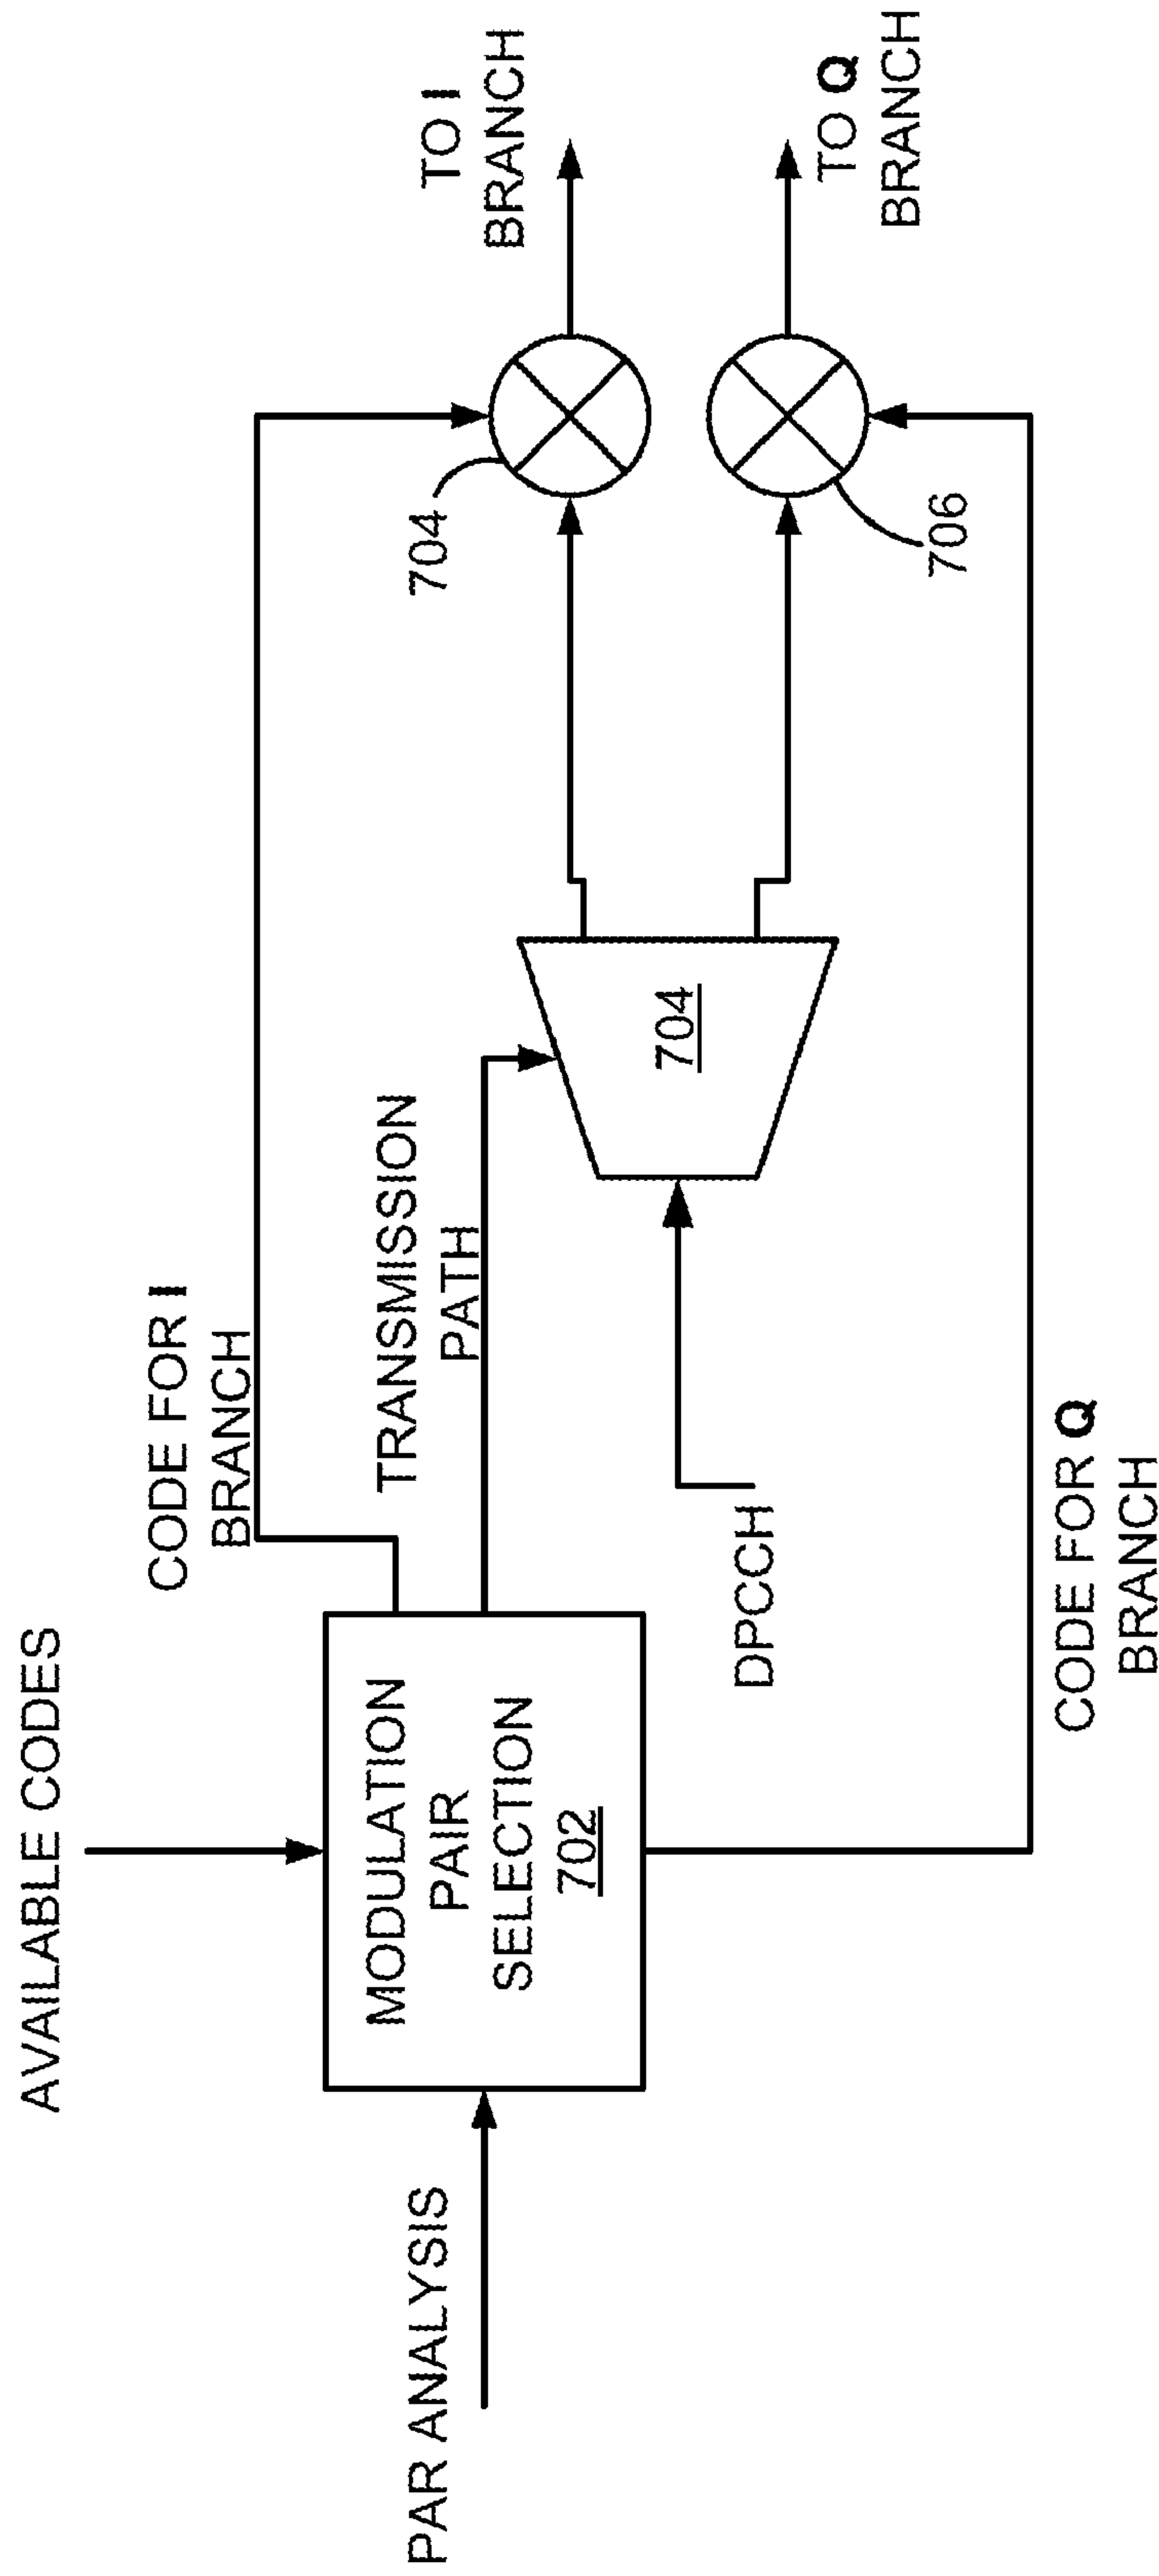 AVAILABLE CODES
CODE FOR I
BRANCH
TRANSMISSION
PATH
TO I
BRANCH
704
PAR ANALYSIS
MODULATION
PAIR
SELECTION
702
704
DPCCH
TO Q
BRANCH
706
CODE FOR Q
BRANCH